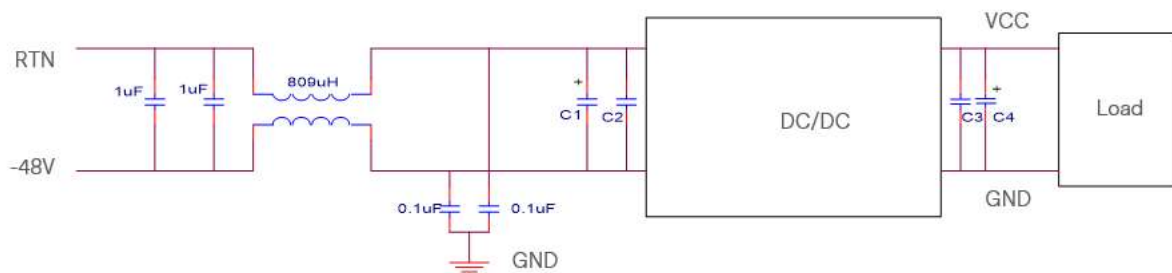 VCC
RTN
809uH
1uF
1uF
+
C1
C2
DC/DC
+
C3
C4
Load
-48V
0.1uF
0.1uF
GND
GND